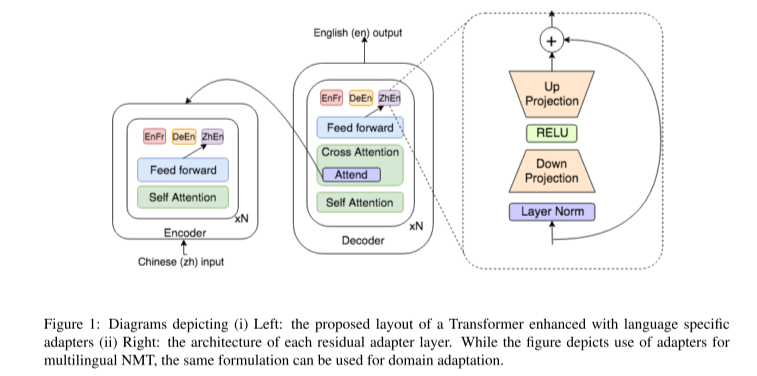 English (en) output
EnFr DeEn ZhEn
Feed forward
Cross Attention
Attend
Self Attention
xN
Decoder
EnFr DeEn ZhEn
Feed forward
Self Attention
xN
Encoder
Chinese (zh) input
+
Up
Projection
RELU
Down
Projection
Layer Norm
Figure 1: Diagrams depicting (i) Left: the proposed layout of a Transformer enhanced with language specific
adapters (ii) Right: the architecture of each residual adapter layer. While the figure depicts use of adapters for
multilingual NMT, the same formulation can be used for domain adaptation.